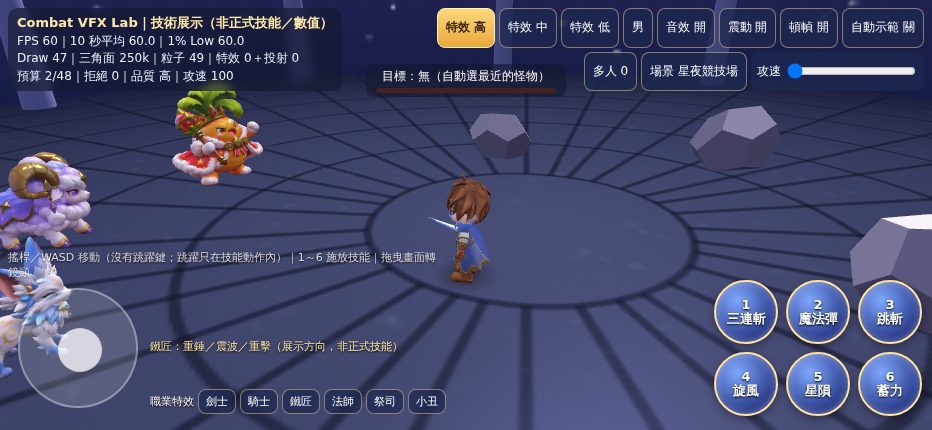 Combat VFX Lab｜技術展示（非正式技能／數值）
FPS 60｜10 秒平均 60.0｜1% Low 60.0
Draw 47｜三角面 250k｜粒子 49｜特效 0＋投射 0
預算 2/48｜拒絕 0｜品質 高｜攻速 100
特效 高
特效 中
特效 低
男
音效 開
震動 開
頓幀 開
自動示範 關
多人 0
場景 星夜競技場
攻速
目標：無（自動選最近的怪物）
搖桿／WASD 移動（沒有跳躍鍵；跳躍只在技能動作內）｜1~6 施放技能｜拖曳畫面轉
鏡頭
鐵匠：重錘／震波／重擊（展示方向，非正式技能）
職業特效
劍士
騎士
鐵匠
法師
祭司
小丑
1
三連斬
2
魔法彈
3
跳斬
4
旋風
5
星隕
6
蓄力